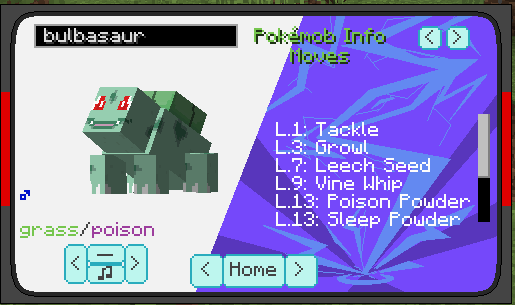 bulbasaur
Pokémob Info
Moves
L.1: Tackle
L.3: Growl
L.7: Leech Seed
L.9: Vine Whip
L.13: Poison Powder
L.13: Sleep Powder
grass/poison
< — >
♫
< >
< Home >